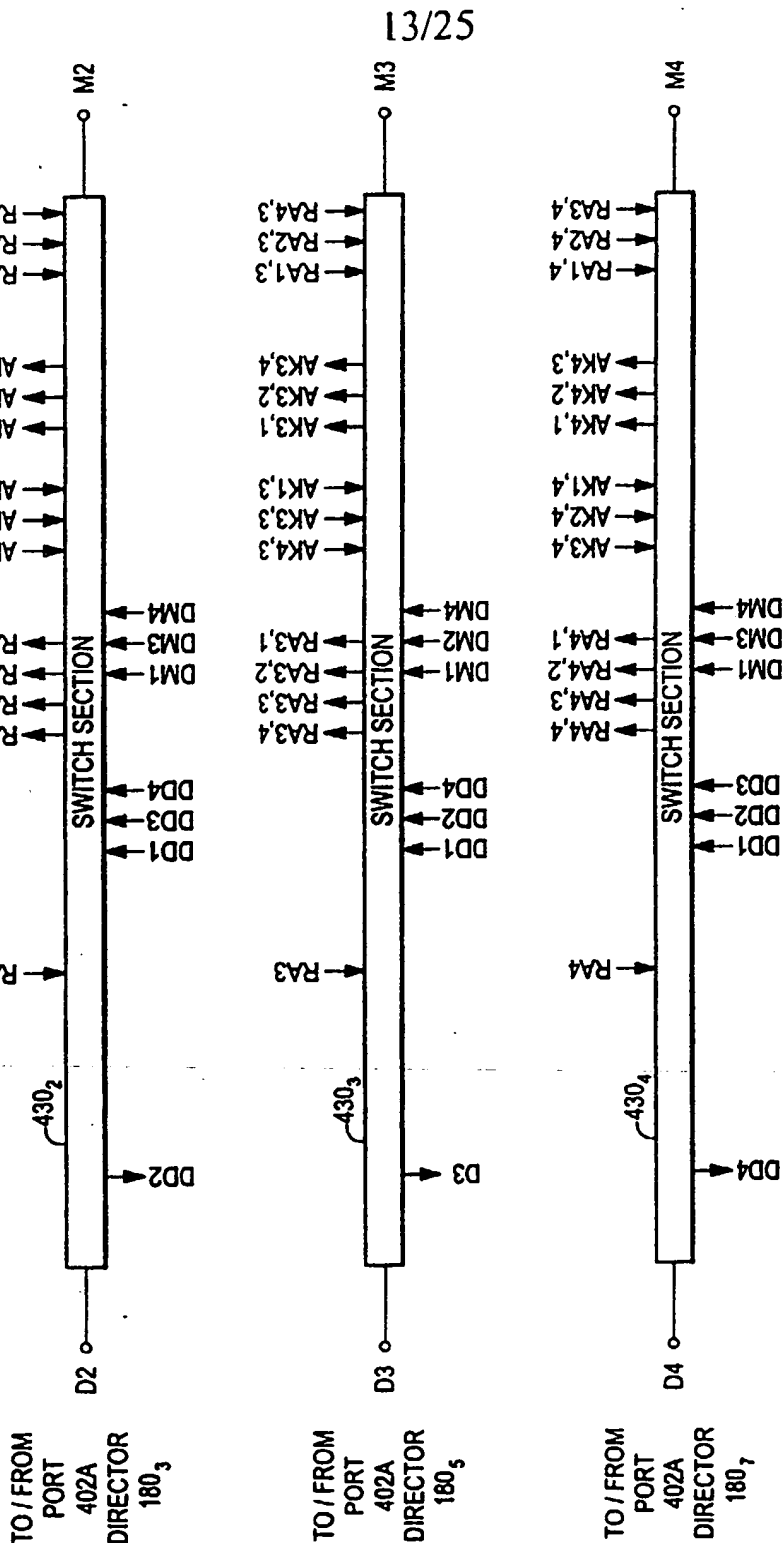 13/25
M2
M3
M4
R
R
R
AK
DM4
DM3
DM1
SWITCH SECTION
R
R
R
R
DD4
DD3
DD1
R
430₂
DD2
D2
TO / FROM
PORT
402A
DIRECTOR
180₃
RA4,3
RA2,3
RA1,3
AK3,4
AK3,2
AK3,1
AK1,3
AK3,3
AK4,3
DM4
DM2
DM1
SWITCH SECTION
RA3,1
RA3,2
RA3,3
RA3,4
DD4
DD2
DD1
RA3
430₃
D3
D3
TO / FROM
PORT
402A
DIRECTOR
180₅
RA3,4
RA2,4
RA1,4
AK4,3
AK4,2
AK4,1
AK1,4
AK2,4
AK3,4
DM4
DM3
DM1
SWITCH SECTION
RA4,1
RA4,2
RA4,3
RA4,4
DD3
DD2
DD1
RA4
430₄
DD4
D4
TO / FROM
PORT
402A
DIRECTOR
180₇